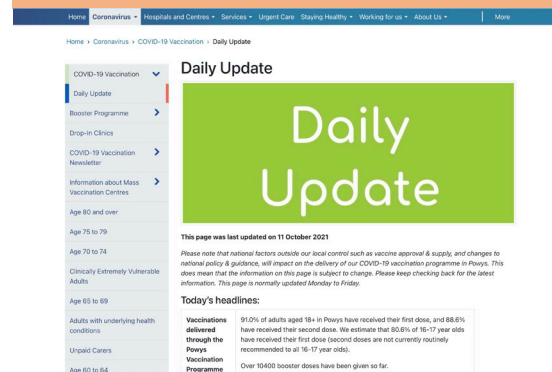 Home Coronavirus Hospitals and Centres Services Urgent Care Staying Healthy Working for us About Us More
Home > Coronavirus > COVID-19 Vaccination > Daily Update
COVID-19 Vaccination
Daily Update
Booster Programme
Drop-in Clinics
COVID-19 Vaccination
Newsletter
Information about Mass
Vaccination Centres
Age 80 and over
Age 75 to 79
Age 70 to 74
Clinically Extremely Vulnerable
Adults
Age 65 to 69
Adults with underlying health
conditions
Unpaid Carers
Age 60 to 64
Daily Update
Daily
Update
This page was last updated on 11 October 2021
Please note that national factors outside our local control such as vaccine approval & supply, and changes to
national policy & guidance, will impact on the delivery of our COVID-19 vaccination programme in Powys. This
does mean that the information on this page is subject to change. Please keep checking back for the latest
information. This page is normally updated Monday to Friday.
Today's headlines:
Vaccinations
delivered
through the
Powys
Vaccination
Programme
91.0% of adults aged 18+ in Powys have received their first dose, and 88.6%
have received their second dose. We estimate that 80.6% of 16-17 year olds
have received their first dose (second doses are not currently routinely
recommended to all 16-17 year olds).
Over 10400 booster doses have been given so far.